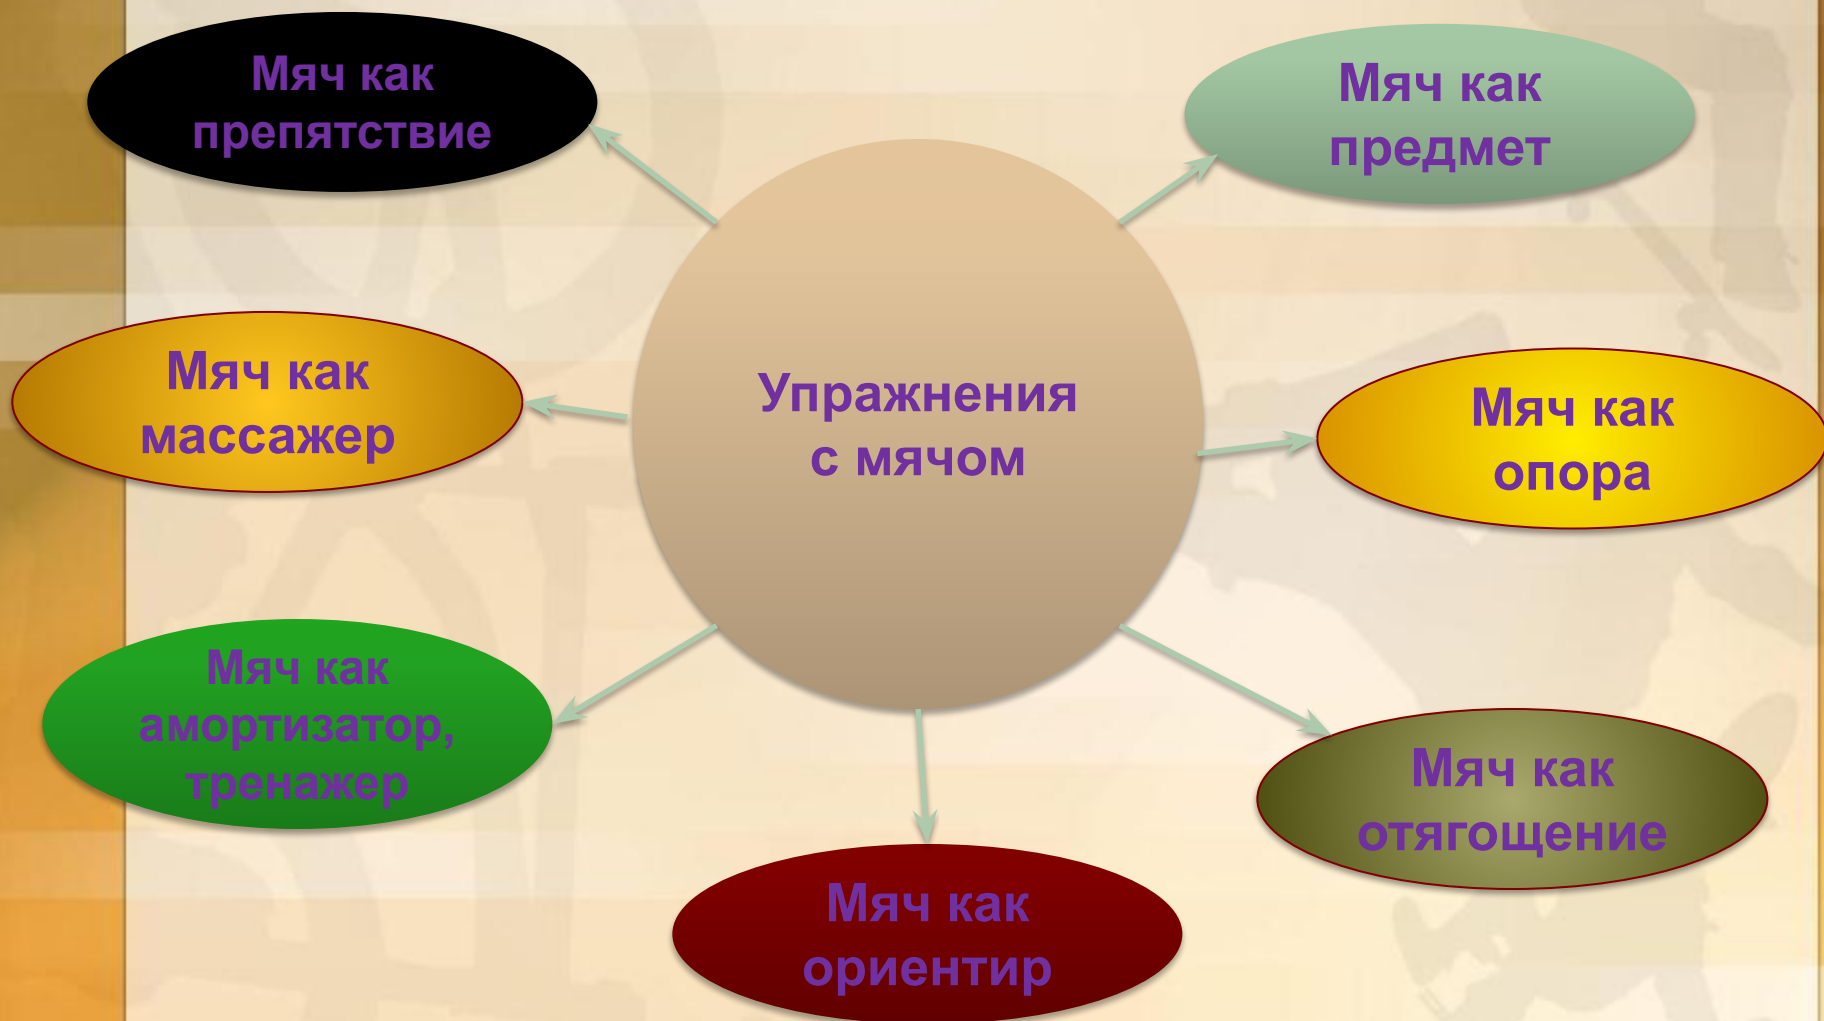 Мяч как
препятствие
Мяч как
предмет
Упражнения
с мячом
Мяч как
массажер
Мяч как
опора
Мяч как
амортизатор,
тренажер
Мяч как
отягощение
Мяч как
ориентир